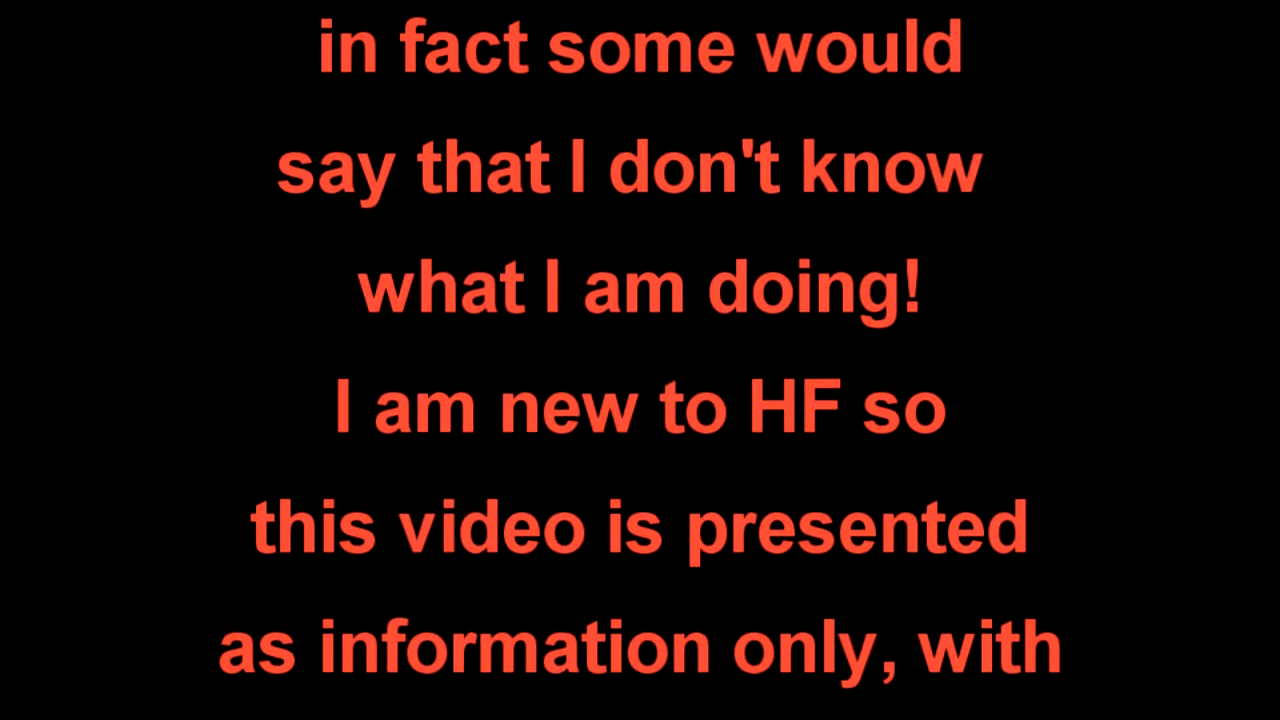 in fact some would
say that I don't know
what I am doing!
I am new to HF so
this video is presented
as information only, with